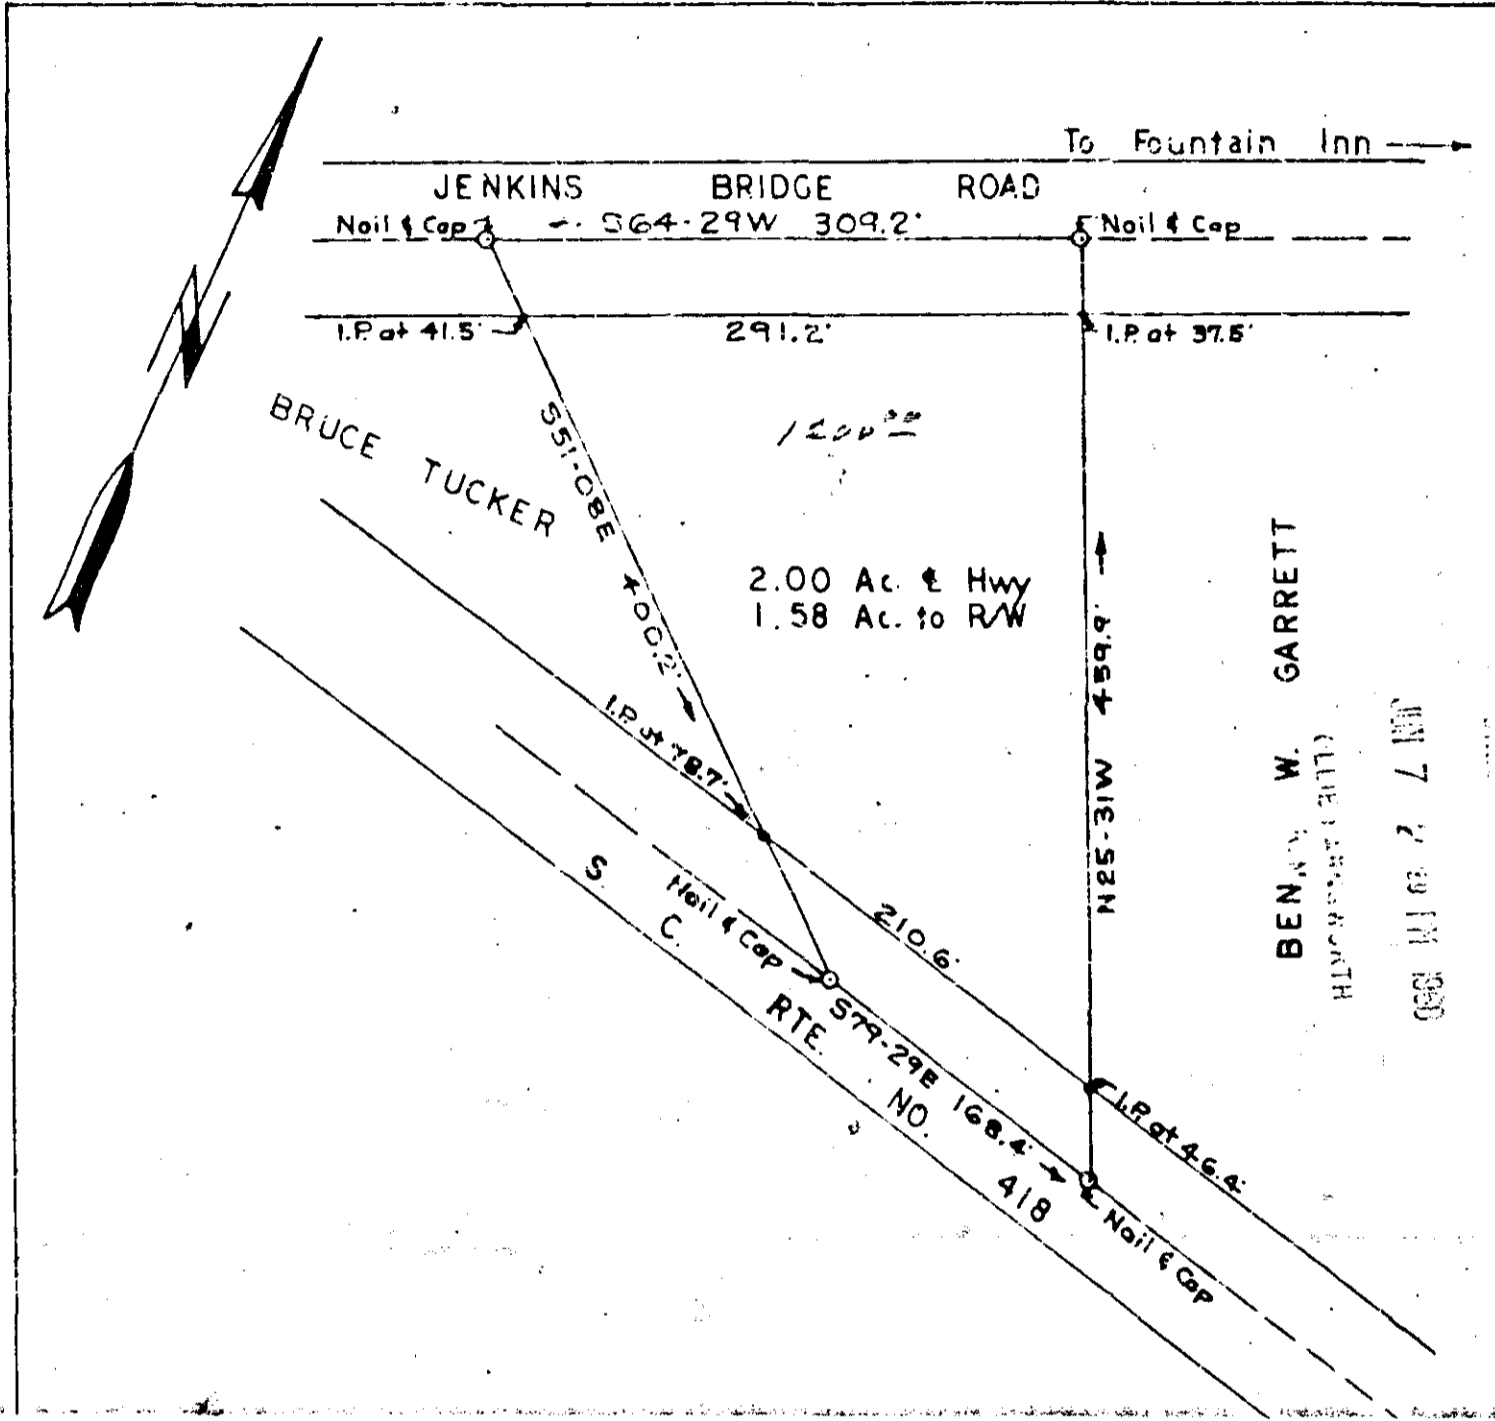 To Fountain Inn
JENKINS BRIDGE ROAD
Nail & Cap
S64-29W 309.2'
Nail & Cap
I.P. at 41.5'
291.2'
I.P. at 37.5'
BRUCE TUCKER
S51-08E 400.2'
2.00 Ac. ℄ Hwy
1.58 Ac. to R/W
N25-31W 459.9'
BEN W. GARRETT
I.P. at 78.7'
210.6'
Nail & Cap
S79-29E 168.4'
I.P. at 46.4'
Nail & Cap
S. C. RTE. NO. 418
N